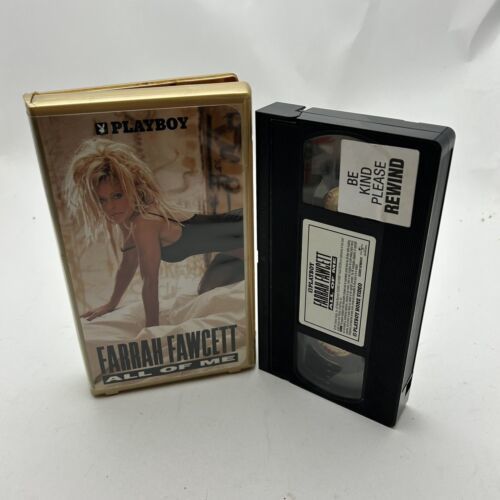 PLAYBOY
FARRAH FAWCETT
ALL OF ME
BE
KIND
PLEASE
REWIND
PLAYBOY
FARRAH FAWCETT
ALL OF ME
PLAYBOY HOME VIDEO